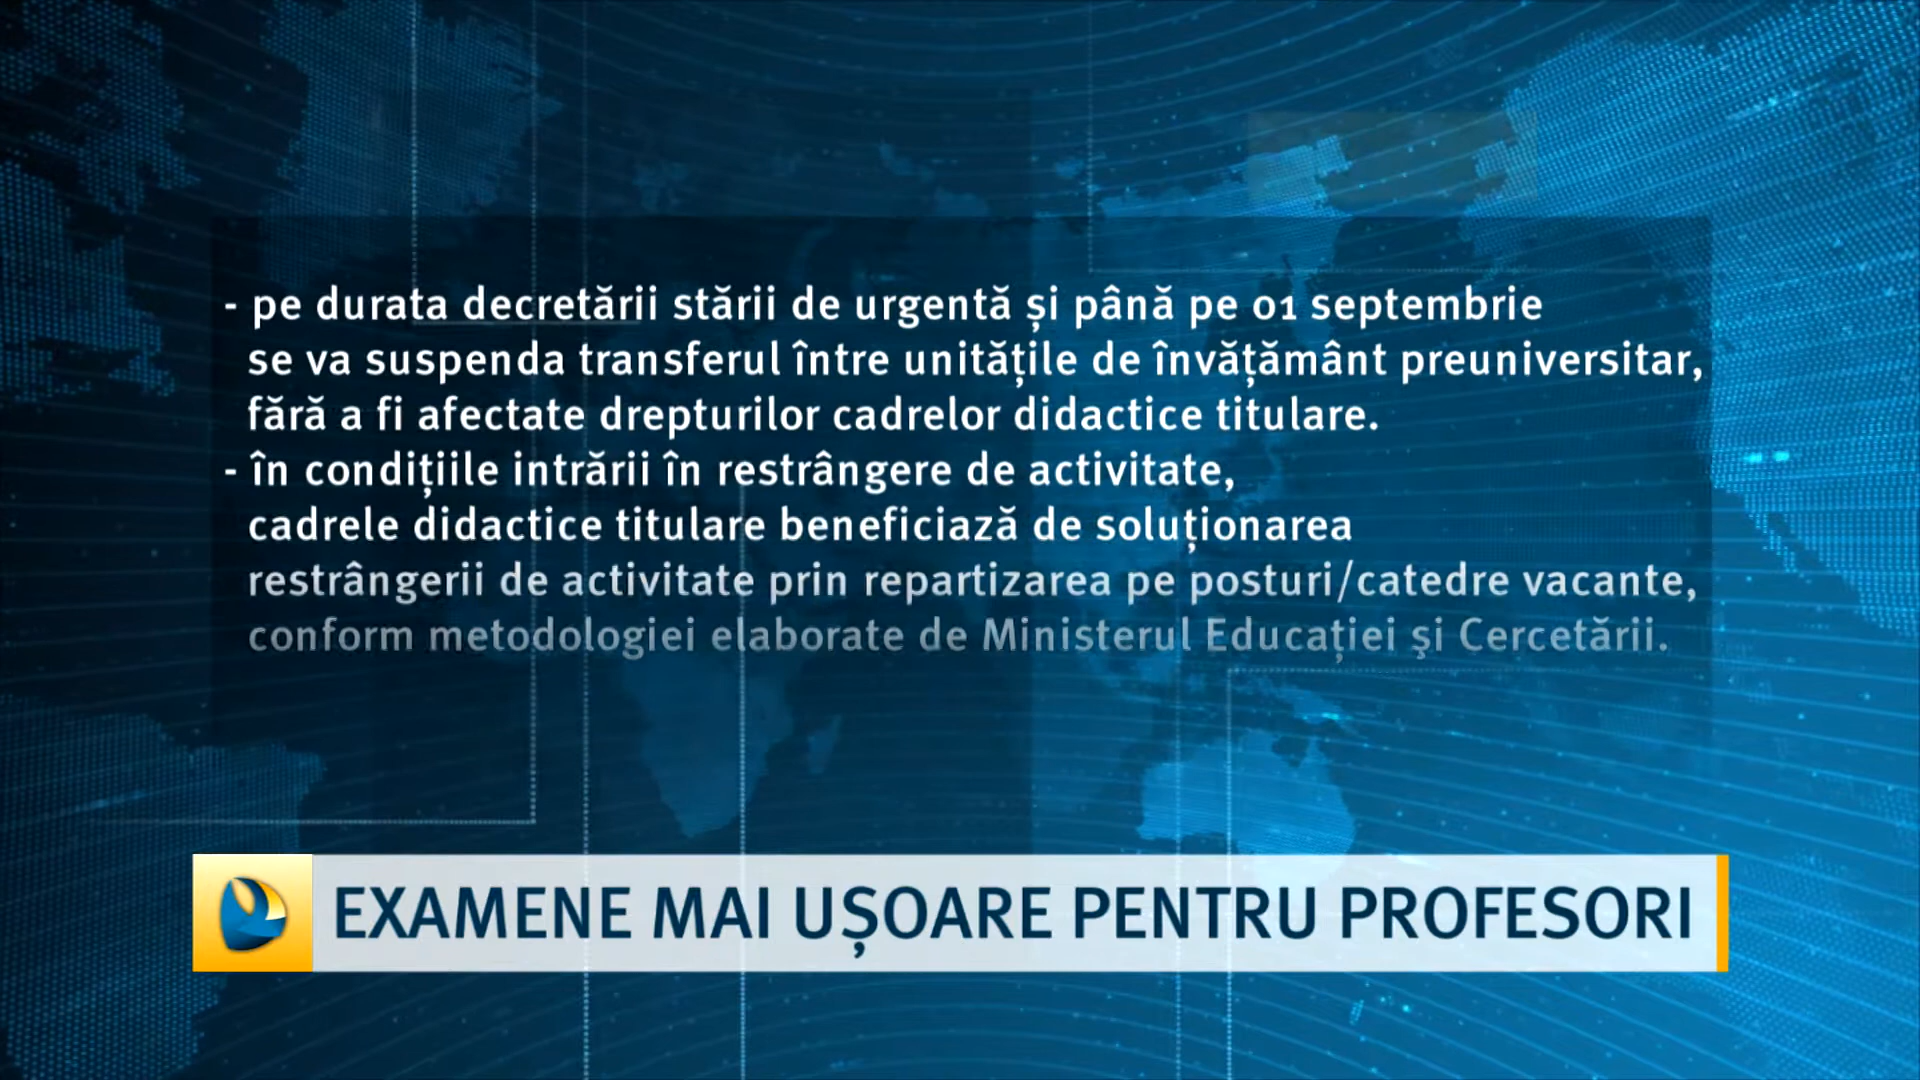 - pe durata decretării stării de urgentă și până pe 01 septembrie
se va suspenda transferul între unitățile de învățământ preuniversitar,
fără a fi afectate drepturilor cadrelor didactice titulare.
- în condițiile intrării în restrângere de activitate,
cadrele didactice titulare beneficiază de soluționarea
restrângerii de activitate prin repartizarea pe posturi/catedre vacante,
conform metodologiei elaborate de Ministerul Educației şi Cercetării.
EXAMENE MAI UȘOARE PENTRU PROFESORI